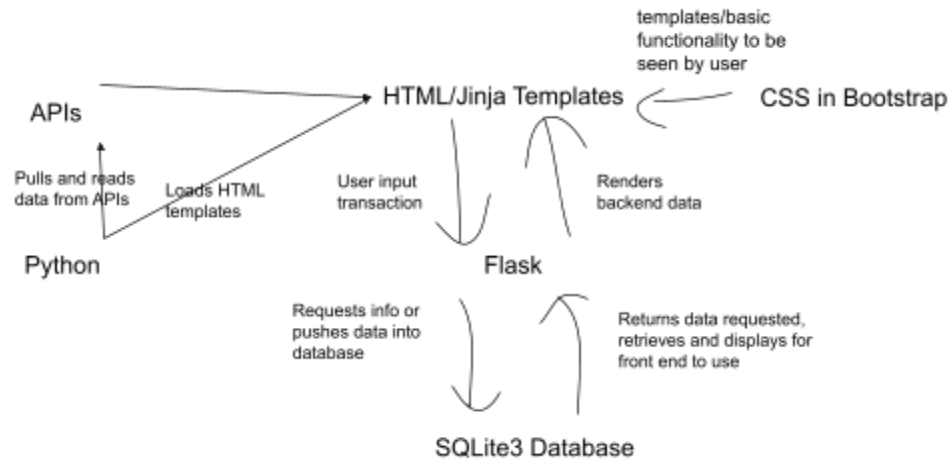 templates/basic
functionality to be
seen by user
HTML/Jinja Templates
CSS in Bootstrap
APIs
Pulls and reads
data from APIs
Loads HTML
templates
User input
transaction
Renders
backend data
Python
Flask
Requests info or
pushes data into
database
Returns data requested,
retrieves and displays for
front end to use
SQLite3 Database